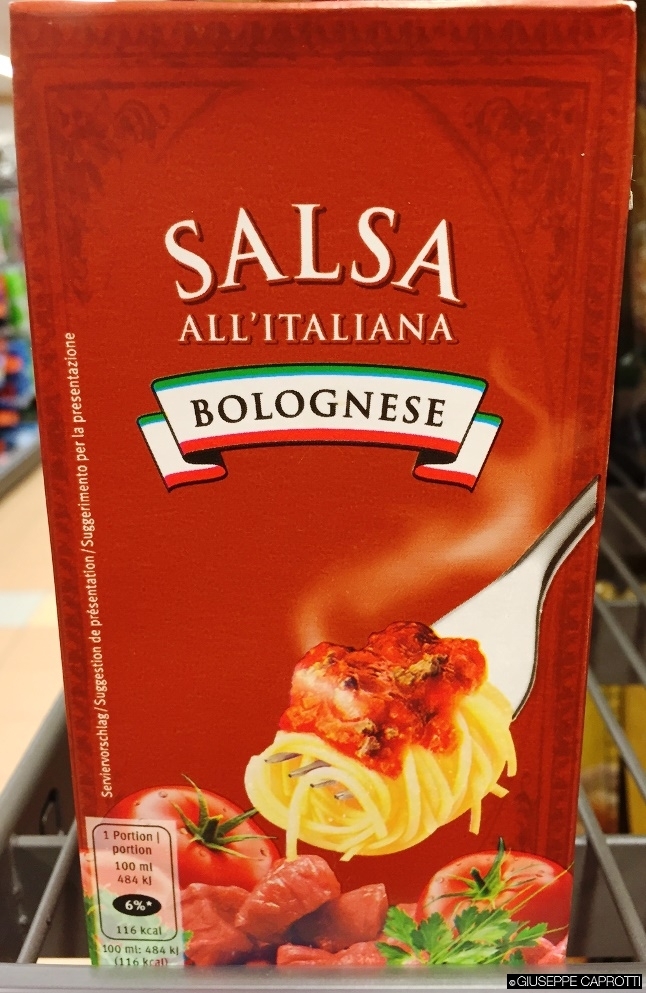 SALSA
ALL'ITALIANA
BOLOGNESE
Serviervorschlag/Suggestion de présentation/Suggerimento per la presentazione
1 Portion |
portion
100 ml
484 kJ
6%*
116 kcal
100 ml: 484 kJ
(116 kcal)
© GIUSEPPE CAPROTTI